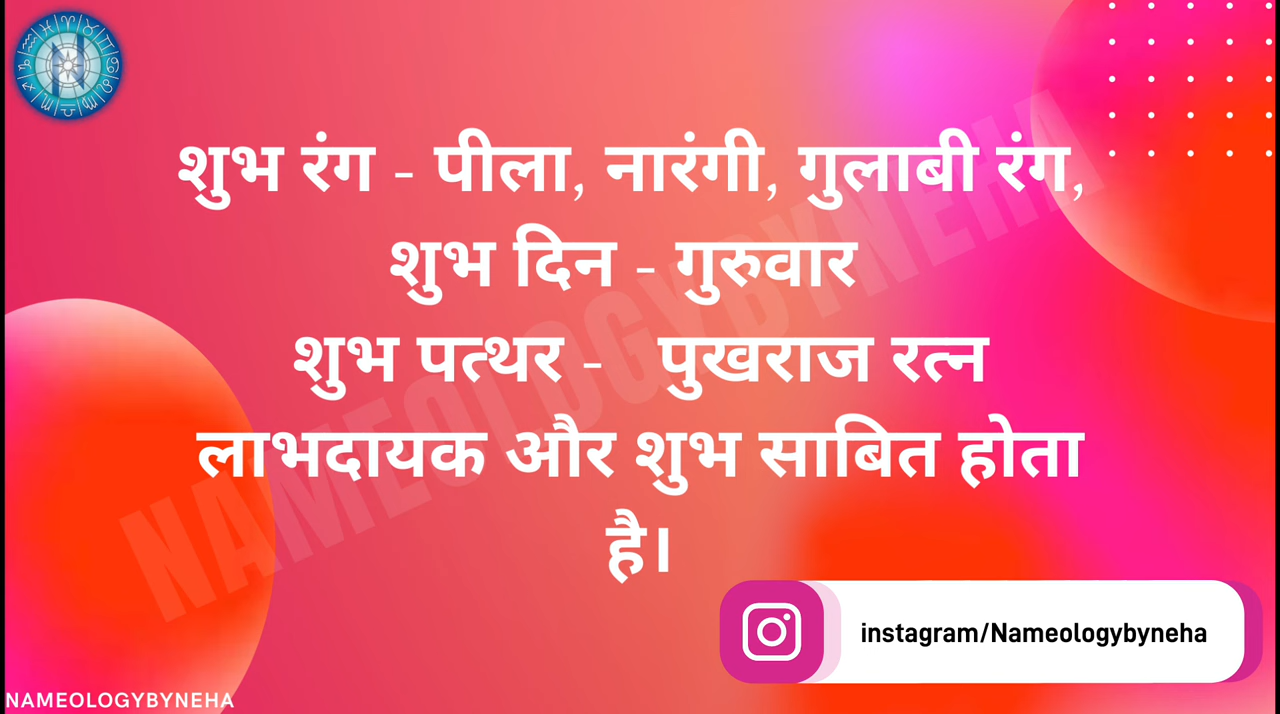 शुभ रंग - पीला, नारंगी, गुलाबी रंग,
शुभ दिन - गुरुवार
शुभ पत्थर - पुखराज रत्न
लाभदायक और शुभ साबित होता
है।
NAMEOLOGYBYNEHA
instagram/Nameologybyneha
NAMEOLOGYBYNEHA